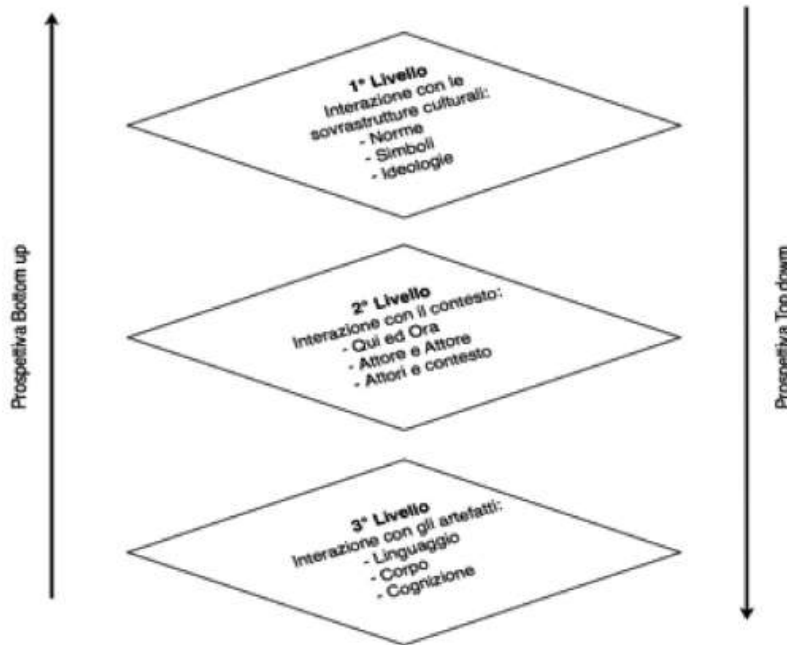 1° Livello
Interazione con le
sovrastrutture culturali:
- Norme
- Simboli
- Ideologie
Prospettiva Bottom up
2° Livello
Interazione con il contesto:
- Qui ed Ora
- Attore e Attore
- Attori e contesto
Prospettiva Top dowm
3° Livello
Interazione con gli artefatti:
- Linguaggio
- Corpo
- Cognizione